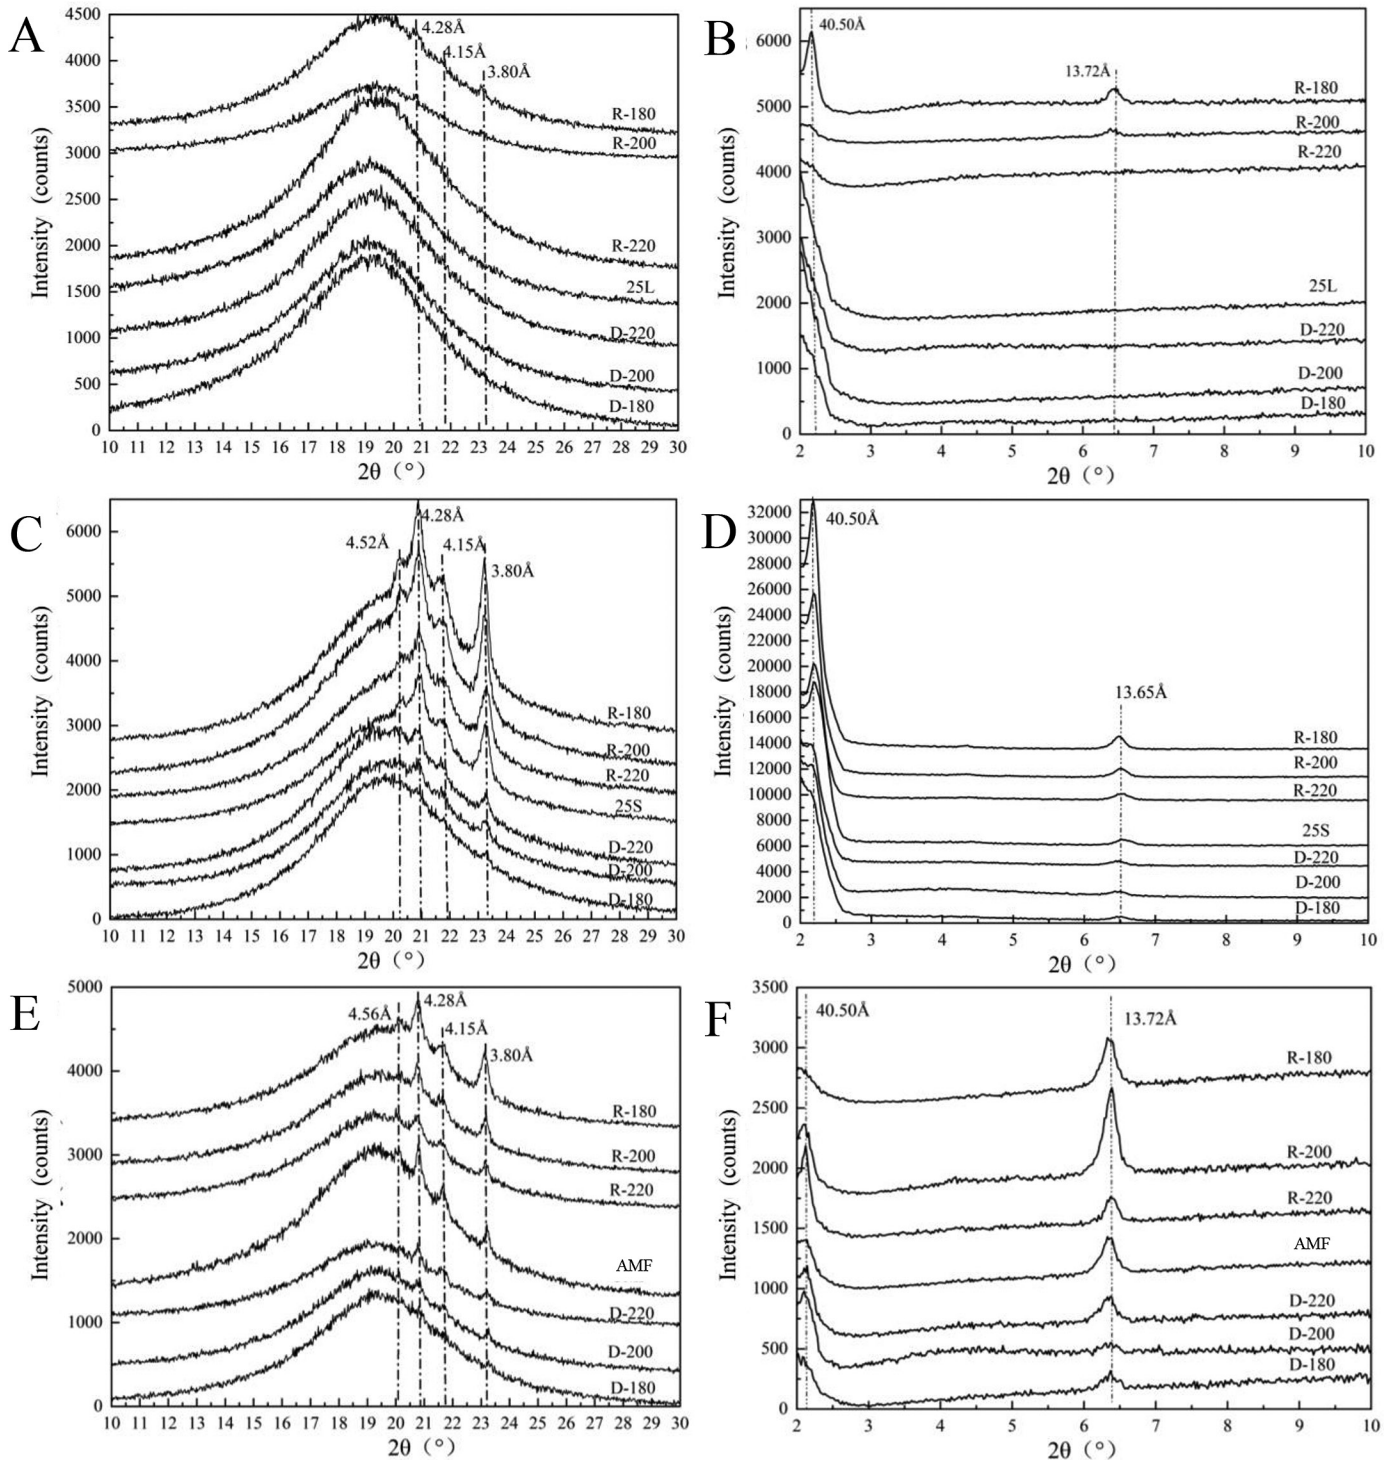 A
Intensity (counts)
4500
4000
3500
3000
2500
2000
1500
1000
500
0
4.28Å
4.15Å
3.80Å
R-180
R-200
R-220
25L
D-220
D-200
D-180
10 11 12 13 14 15 16 17 18 19 20 21 22 23 24 25 26 27 28 29 30
2θ (°)
B
Intensity (counts)
6000
5000
4000
3000
2000
1000
0
40.50Å
13.72Å
R-180
R-200
R-220
25L
D-220
D-200
D-180
2 3 4 5 6 7 8 9 10
2θ (°)
C
Intensity (counts)
6000
5000
4000
3000
2000
1000
0
4.52Å
4.28Å
4.15Å
3.80Å
R-180
R-200
R-220
25S
D-220
D-200
D-180
10 11 12 13 14 15 16 17 18 19 20 21 22 23 24 25 26 27 28 29 30
2θ (°)
D
Intensity (counts)
32000
30000
28000
26000
24000
22000
20000
18000
16000
14000
12000
10000
8000
6000
4000
2000
0
40.50Å
13.65Å
R-180
R-200
R-220
25S
D-220
D-200
D-180
2 3 4 5 6 7 8 9 10
2θ (°)
E
Intensity (counts)
5000
4000
3000
2000
1000
0
4.56Å
4.28Å
4.15Å
3.80Å
R-180
R-200
R-220
AMF
D-220
D-200
D-180
10 11 12 13 14 15 16 17 18 19 20 21 22 23 24 25 26 27 28 29 30
2θ (°)
F
Intensity (counts)
3500
3000
2500
2000
1500
1000
500
0
40.50Å
13.72Å
R-180
R-200
R-220
AMF
D-220
D-200
D-180
2 3 4 5 6 7 8 9 10
2θ (°)